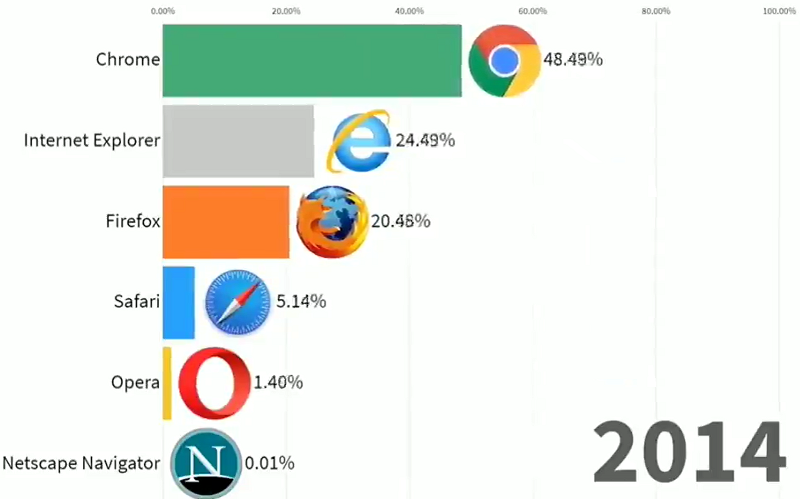 0.00% 20.00% 40.00% 60.00% 80.00% 100.00%
Chrome 48.49%
Internet Explorer 24.49%
Firefox 20.48%
Safari 5.14%
Opera 1.40%
Netscape Navigator N 0.01%
2014